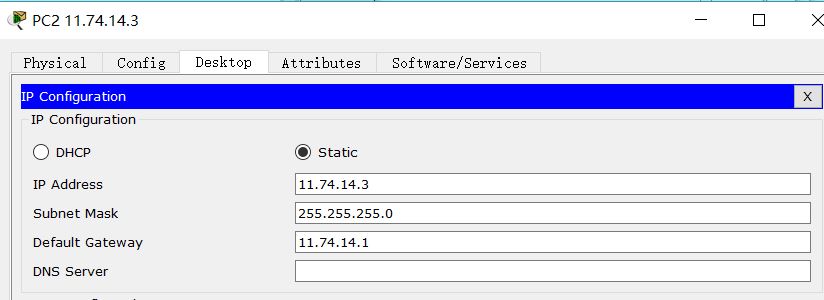 PC2 11.74.14.3
Physical Config Desktop Attributes Software/Services
IP Configuration X
IP Configuration
DHCP Static
IP Address 11.74.14.3
Subnet Mask 255.255.255.0
Default Gateway 11.74.14.1
DNS Server